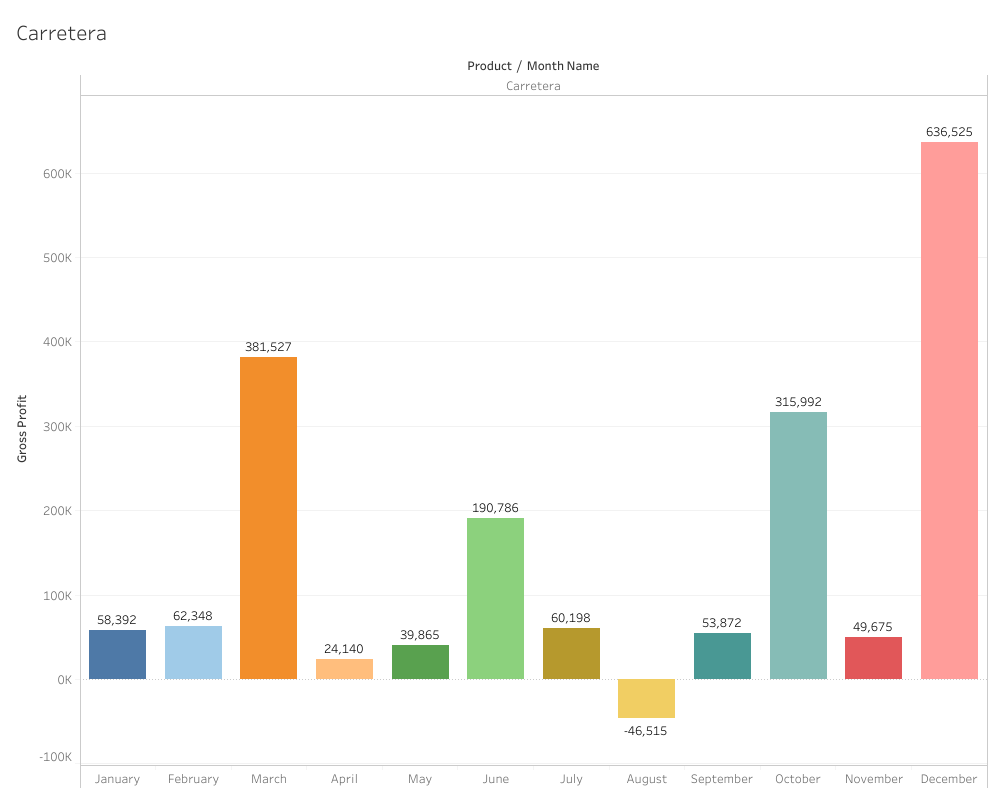 Carretera
Product / Month Name
Carretera
636,525
600K
500K
400K
381,527
315,992
300K
Gross Profit
200K
190,786
100K
58,392
62,348
24,140
39,865
60,198
53,872
49,675
0K
-46,515
-100K
January February March April May June July August September October November December